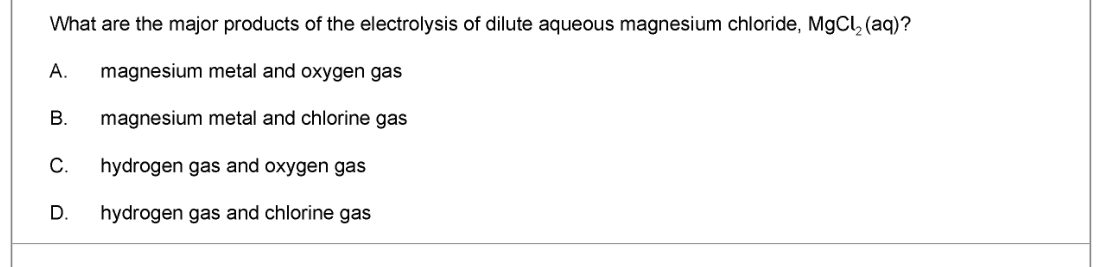 What are the major products of the electrolysis of dilute aqueous magnesium chloride, MgCl₂(aq)?
A. magnesium metal and oxygen gas
B. magnesium metal and chlorine gas
C. hydrogen gas and oxygen gas
D. hydrogen gas and chlorine gas